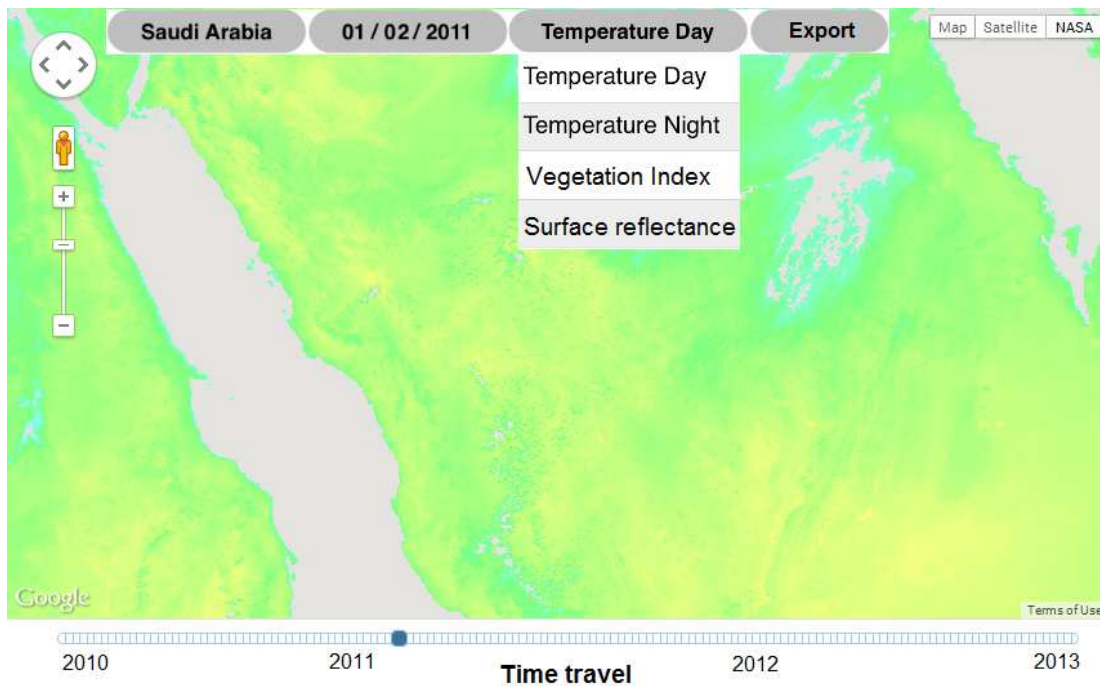 Saudi Arabia
01 / 02 / 2011
Temperature Day
Export
Map
Satellite
NASA
Temperature Day
Temperature Night
Vegetation Index
Surface reflectance
Google
Terms of Use
2010
2011
2012
2013
Time travel